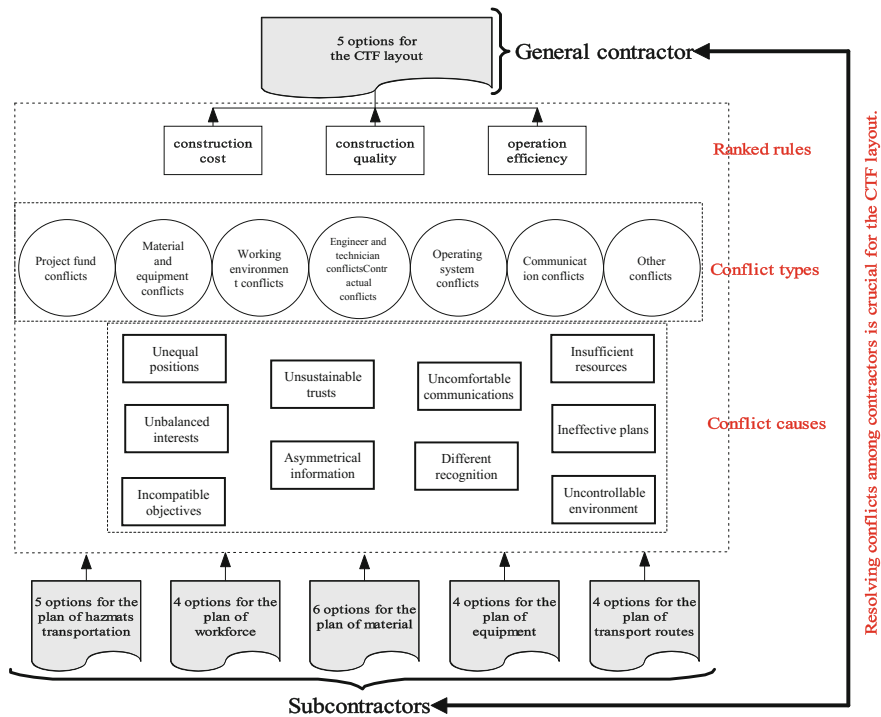 5 options for
the CTF layout
General contractor
construction
cost
construction
quality
operation
efficiency
Ranked rules
Project fund
conflicts
Material
and
equipment
conflicts
Working
environmen
t conflicts
Engineer and
technician
conflictsContr
actual
conflicts
Operating
system
conflicts
Communicat
ion conflicts
Other
conflicts
Conflict types
Unequal
positions
Unbalanced
interests
Incompatible
objectives
Unsustainable
trusts
Asymmetrical
information
Uncomfortable
communications
Different
recognition
Insufficient
resources
Ineffective plans
Uncontrollable
environment
Conflict causes
5 options for the
plan of hazmats
transportation
4 options for the
plan of
workforce
6 options for the
plan of material
4 options for the
plan of
equipment
4 options for the
plan of
transport routes
Subcontractors
Resolving conflicts among contractors is crucial for the CTF layout.